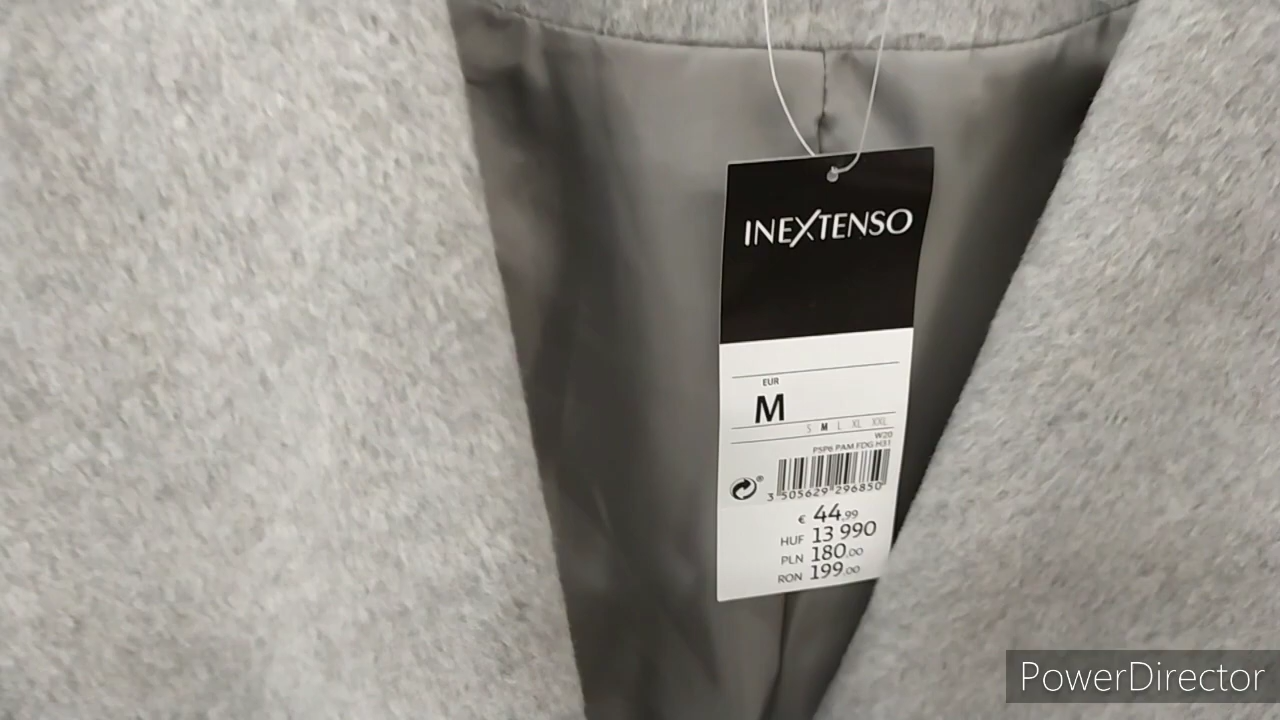 INEXTENSO
EUR
M
S M L XL XXL
W20
P5P6 PAM FDG H31
3 505629 296850
€ 44,99
HUF 13 990
PLN 180,00
RON 199,00
PowerDirector